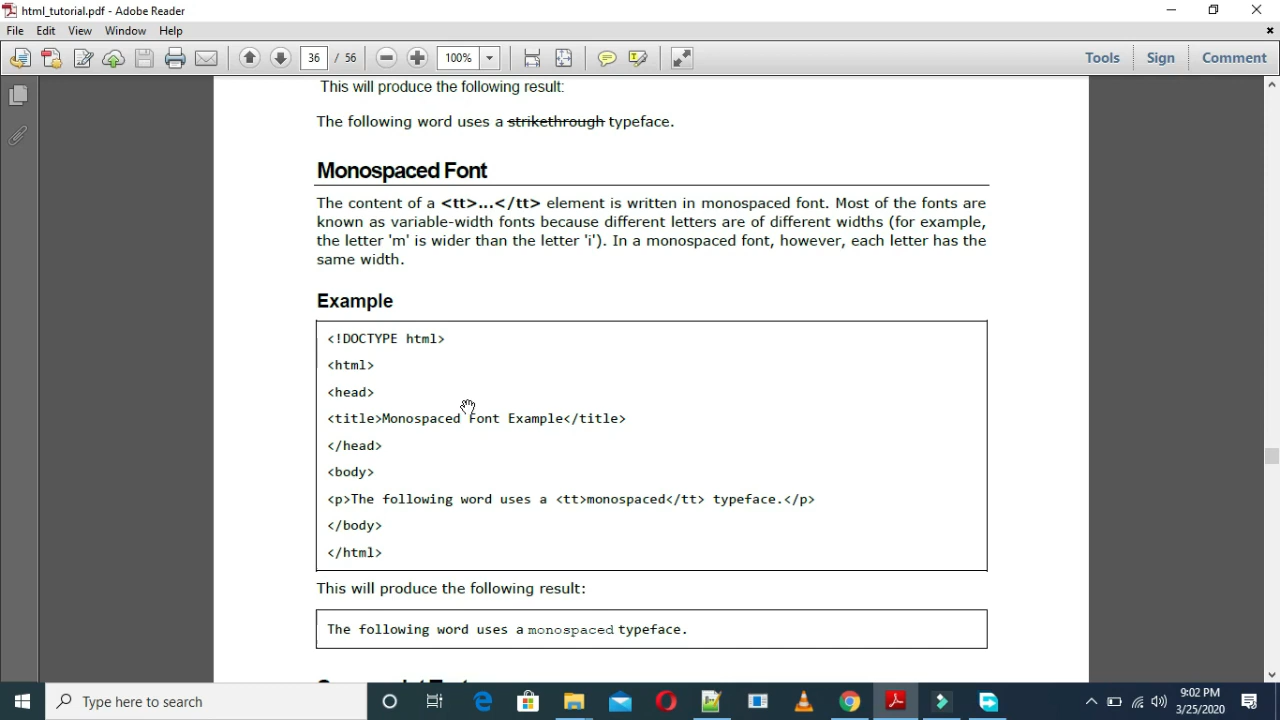 html_tutorial.pdf - Adobe Reader
File Edit View Window Help
36 / 56 100% Tools Sign Comment
This will produce the following result:
The following word uses a strikethrough typeface.
Monospaced Font
The content of a <tt>...</tt> element is written in monospaced font. Most of the fonts are
known as variable-width fonts because different letters are of different widths (for example,
the letter 'm' is wider than the letter 'i'). In a monospaced font, however, each letter has the
same width.
Example
<!DOCTYPE html>
<html>
<head>
<title>Monospaced Font Example</title>
</head>
<body>
<p>The following word uses a <tt>monospaced</tt> typeface.</p>
</body>
</html>
This will produce the following result:
The following word uses a monospaced typeface.
Type here to search
9:02 PM
3/25/2020